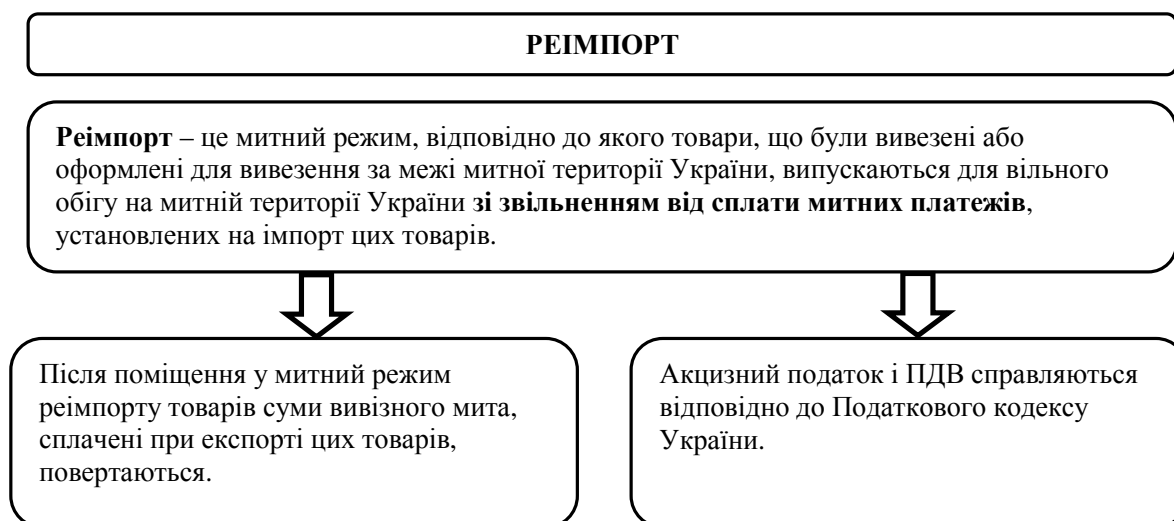 РЕІМПОРТ
Реімпорт – це митний режим, відповідно до якого товари, що були вивезені або
оформлені для вивезення за межі митної території України, випускаються для вільного
обігу на митній території України зі звільненням від сплати митних платежів,
установлених на імпорт цих товарів.
Після поміщення у митний режим
реімпорту товарів суми вивізного мита,
сплачені при експорті цих товарів,
повертаються.
Акцизний податок і ПДВ справляються
відповідно до Податкового кодексу
України.